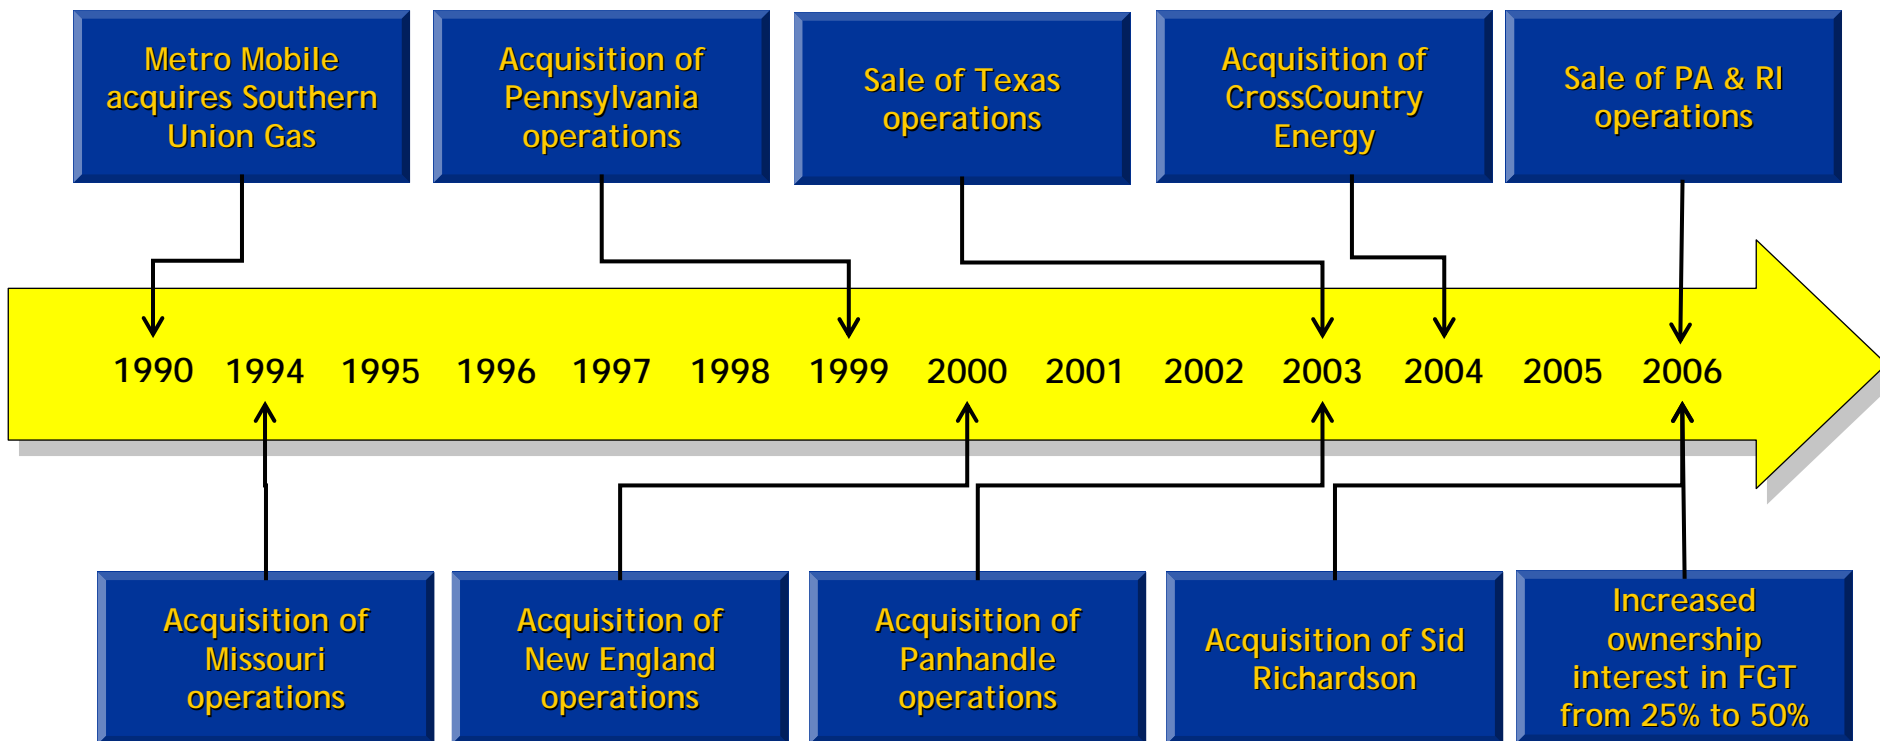 Metro Mobile
acquires Southern
Union Gas
Acquisition of
Pennsylvania
operations
Sale of Texas
operations
Acquisition of
CrossCountry
Energy
Sale of PA & RI
operations
1990 1994 1995 1996 1997 1998 1999 2000 2001 2002 2003 2004 2005 2006
Acquisition of
Missouri
operations
Acquisition of
New England
operations
Acquisition of
Panhandle
operations
Acquisition of Sid
Richardson
Increased
ownership
interest in FGT
from 25% to 50%